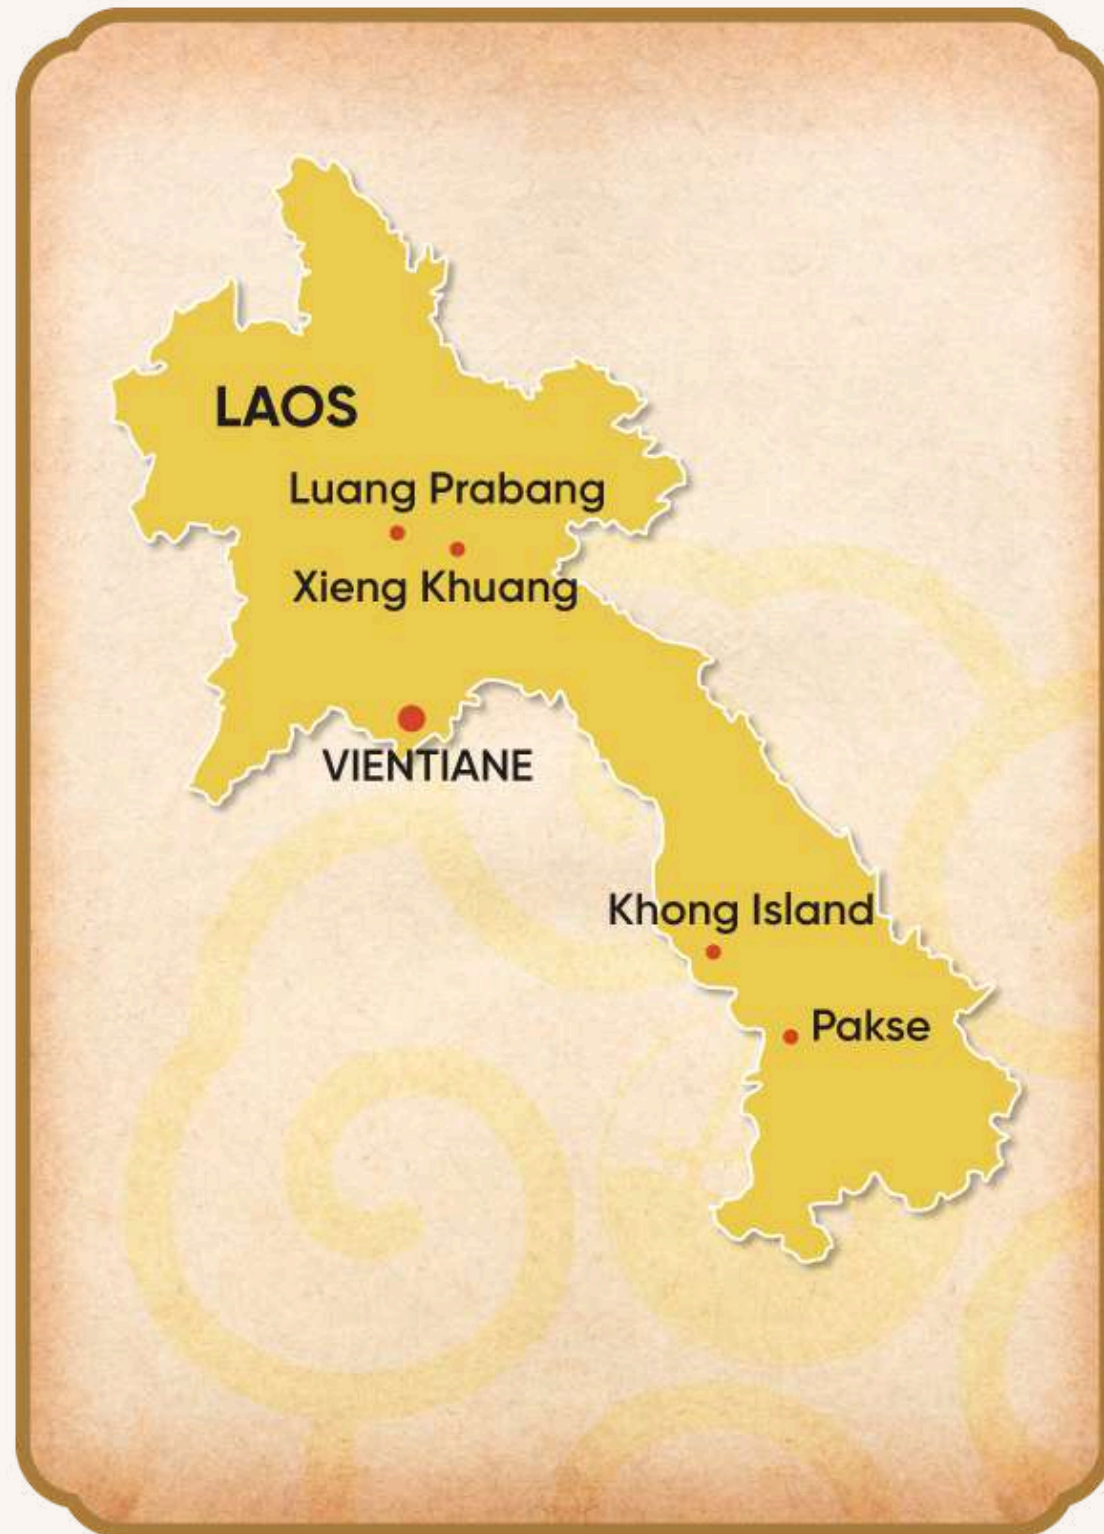 LAOS
Luang Prabang
Xieng Khuang
VIENTIANE
Khong Island
Pakse